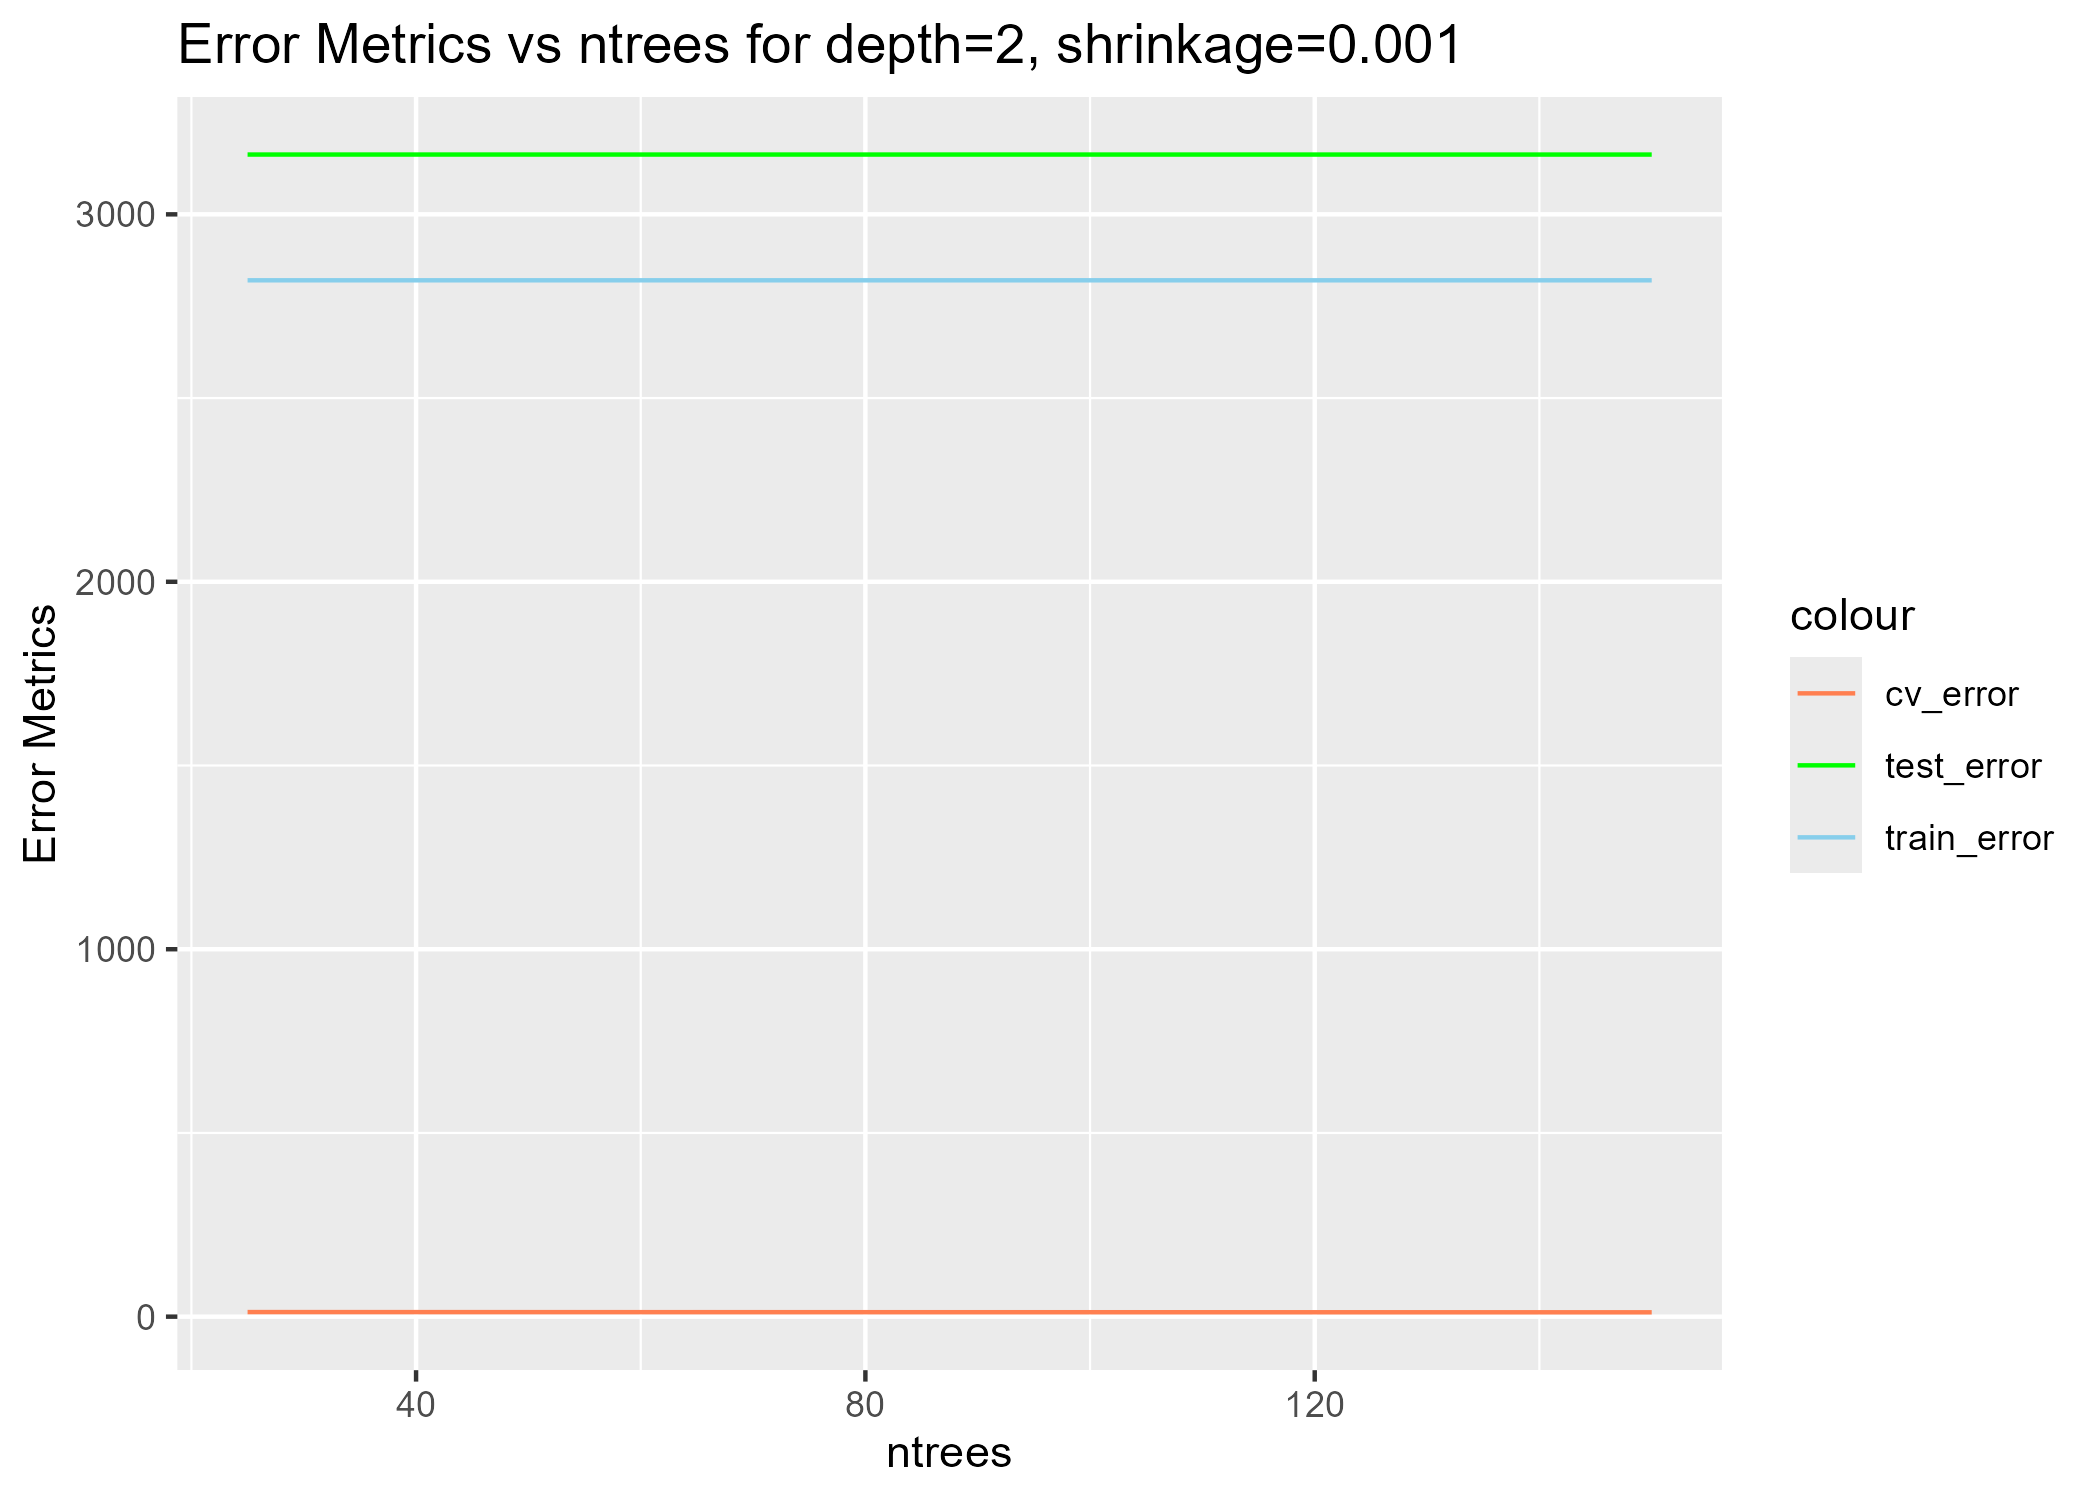 Error Metrics vs ntrees for depth=2, shrinkage=0.001
Error Metrics
3000
2000
1000
0
40
80
120
ntrees
colour
cv_error
test_error
train_error